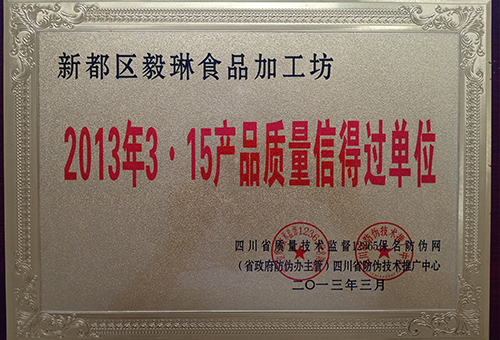 新都区毅琳食品加工坊
2013年3·15产品质量信得过单位
四川省质量技术监督12365保名防伪网
（省政府防伪办主管）四川省防伪技术推广中心
二〇一三年三月